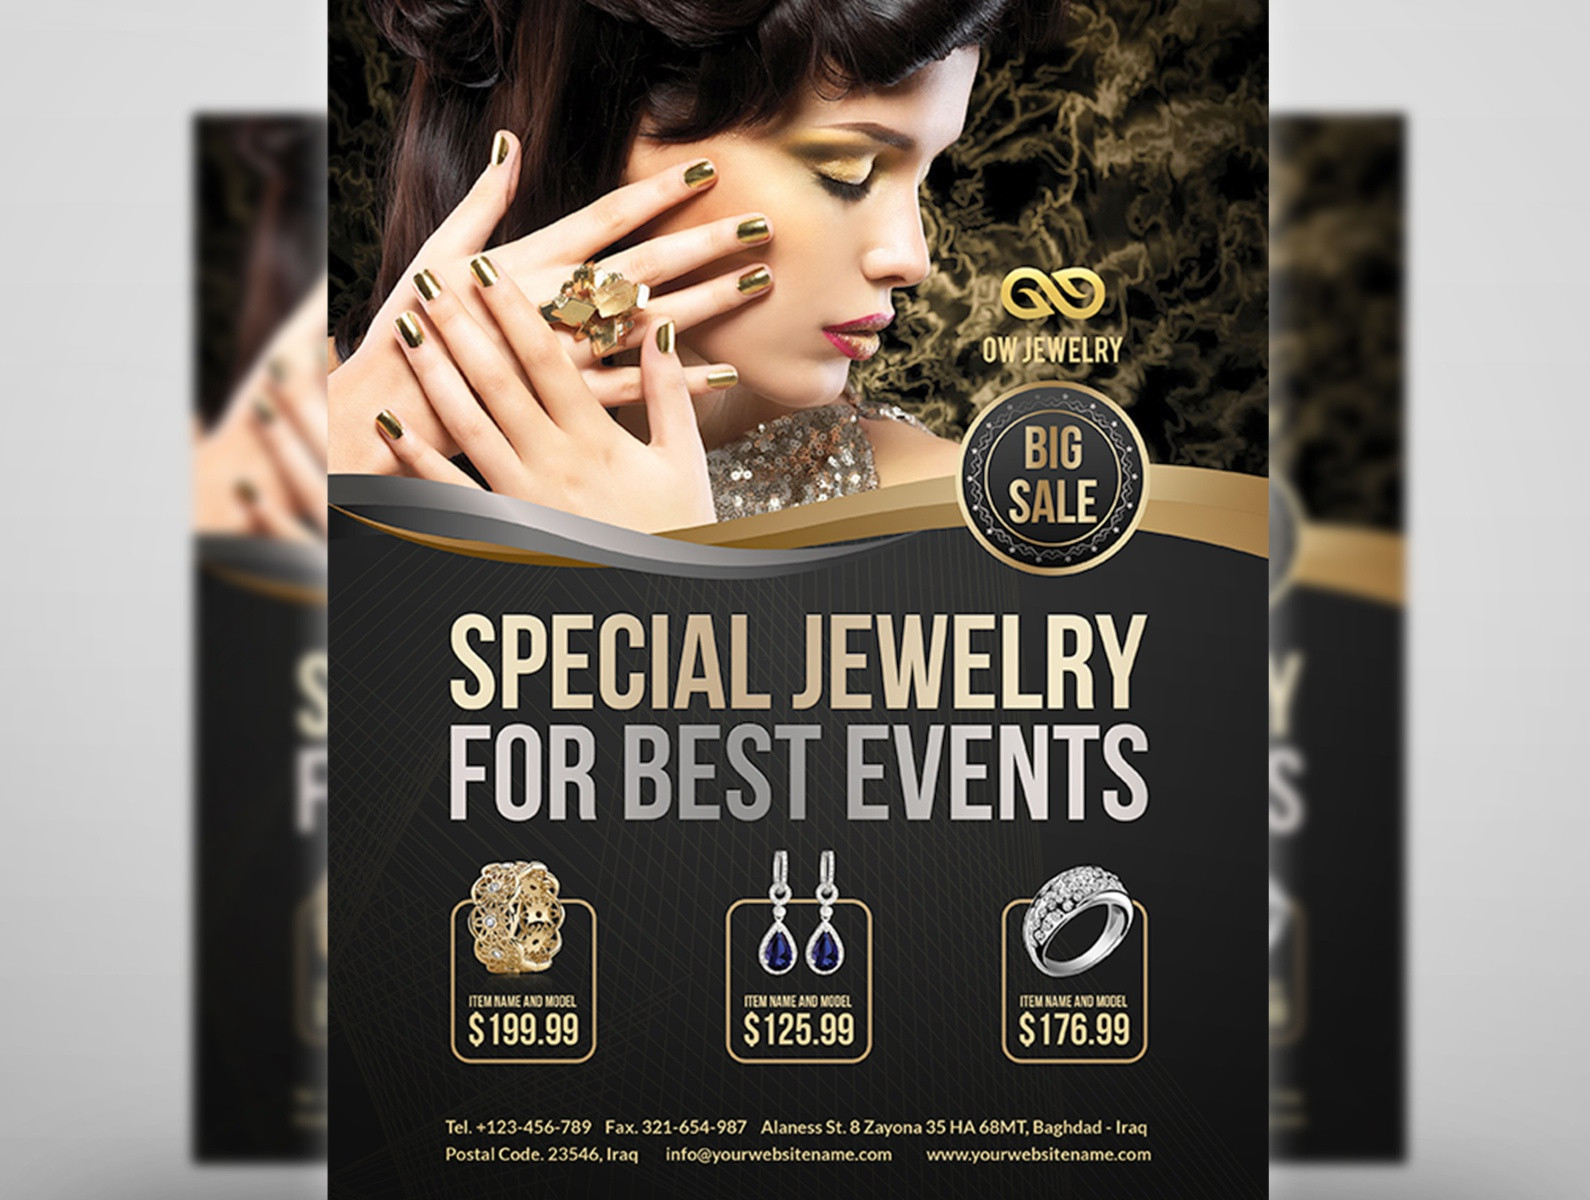 OW JEWELRY
BIG
SALE
SPECIAL JEWELRY
FOR BEST EVENTS
ITEM NAME AND MODEL
$199.99
ITEM NAME AND MODEL
$125.99
ITEM NAME AND MODEL
$176.99
Tel. +123-456-789 Fax. 321-654-987 Alaness St. 8 Zayona 35 HA 68MT, Baghdad - Iraq
Postal Code. 23546, Iraq info@yourwebsitename.com www.yourwebsitename.com